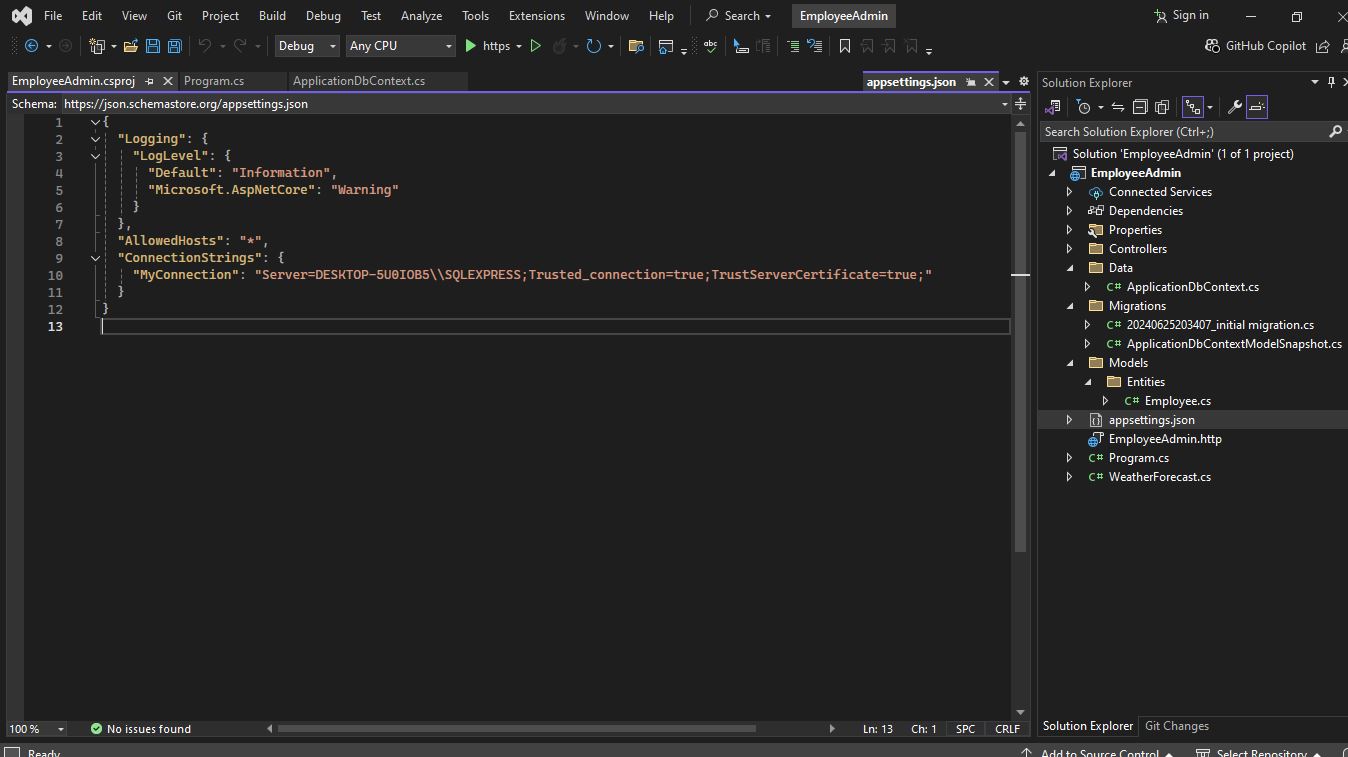 File Edit View Git Project Build Debug Test Analyze Tools Extensions Window Help Search EmployeeAdmin Sign in
Debug Any CPU https abc GitHub Copilot
EmployeeAdmin.csproj Program.cs ApplicationDbContext.cs appsettings.json
Schema: https://json.schemastore.org/appsettings.json
1 {
2 "Logging": {
3 "LogLevel": {
4 "Default": "Information",
5 "Microsoft.AspNetCore": "Warning"
6 }
7 },
8 "AllowedHosts": "*",
9 "ConnectionStrings": {
10 "MyConnection": "Server=DESKTOP-5U0IOB5\\SQLEXPRESS;Trusted_connection=true;TrustServerCertificate=true;"
11 }
12 }
13
100 % No issues found Ln: 13 Ch: 1 SPC CRLF
Solution Explorer
Search Solution Explorer (Ctrl+;)
Solution 'EmployeeAdmin' (1 of 1 project)
EmployeeAdmin
Connected Services
Dependencies
Properties
Controllers
Data
C# ApplicationDbContext.cs
Migrations
C# 20240625203407_initial migration.cs
C# ApplicationDbContextModelSnapshot.cs
Models
Entities
C# Employee.cs
appsettings.json
EmployeeAdmin.http
C# Program.cs
C# WeatherForecast.cs
Solution Explorer Git Changes
Ready Add to Source Control Select Repository